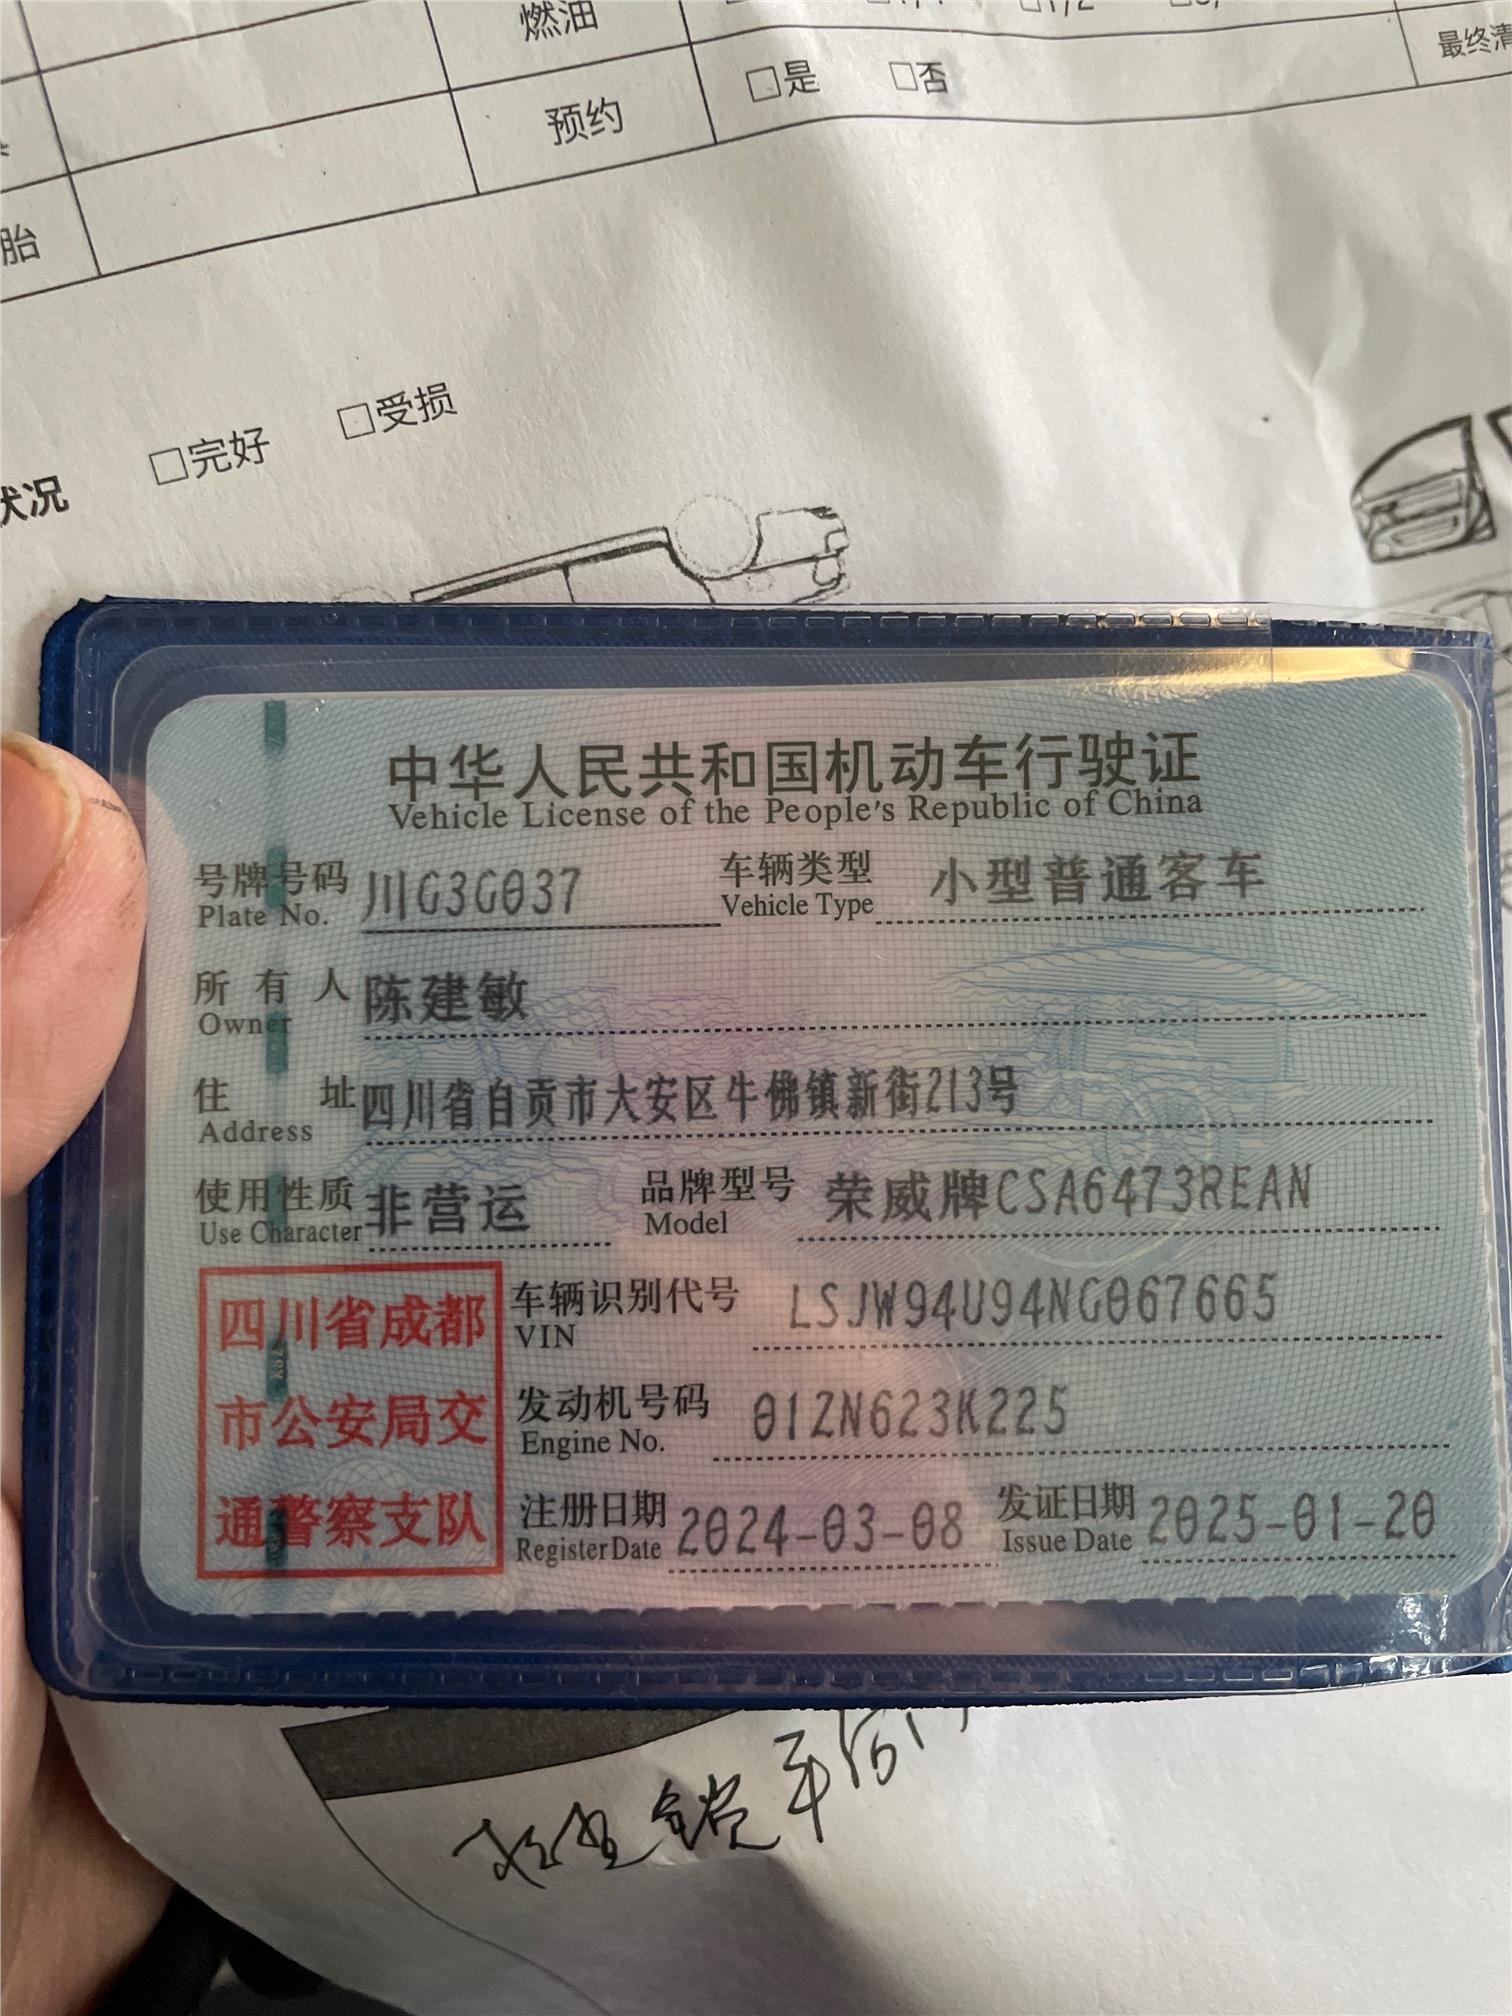 燃油
预约 □是 □否
最终清
胎
状况 □完好 □受损
中华人民共和国机动车行驶证
Vehicle License of the People's Republic of China
号牌号码 川G3G037 车辆类型 小型普通客车
Plate No. Vehicle Type
所有人 陈建敏
Owner
住址 四川省自贡市大安区牛佛镇新街213号
Address
使用性质 非营运 品牌型号 荣威牌CSA6473REAN
Use Character Model
四川省成都
市公安局交
通警察支队
车辆识别代号 LSJW94U94NG067665
VIN
发动机号码 01ZN623K225
Engine No.
注册日期 2024-03-08 发证日期 2025-01-20
Register Date Issue Date